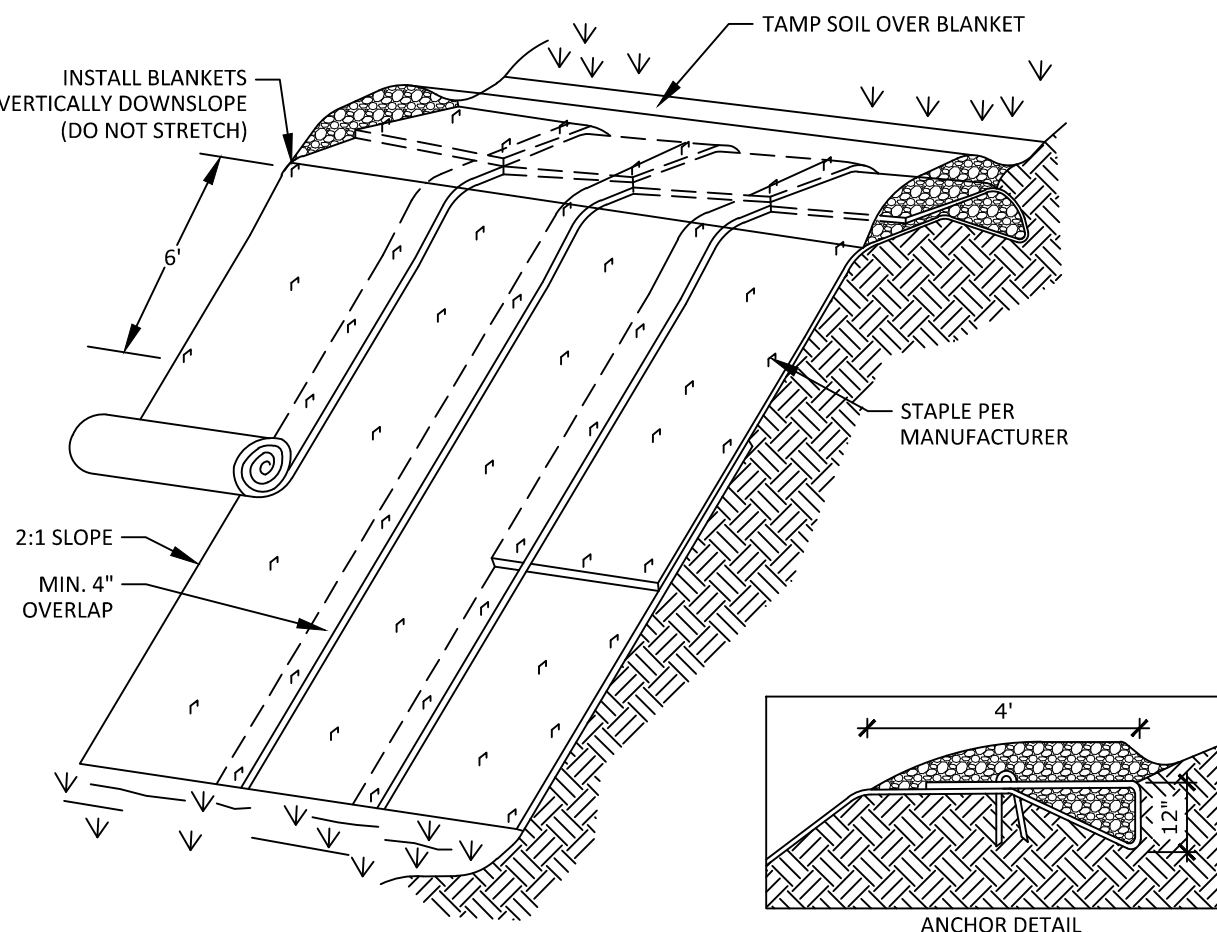 TAMP SOIL OVER BLANKET
INSTALL BLANKETS
VERTICALLY DOWNSLOPE
(DO NOT STRETCH)
6'
STAPLE PER
MANUFACTURER
2:1 SLOPE
MIN. 4"
OVERLAP
4'
12"
ANCHOR DETAIL